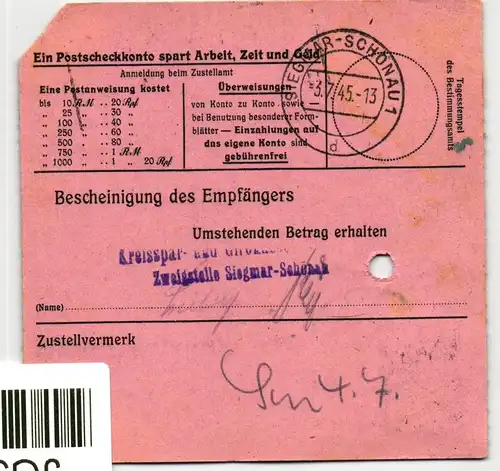 Ein Postscheckkonto spart Arbeit, Zeit und Geld
Anmeldung beim Zustellamt
Eine Postanweisung kostet
bis 10 RM .. 20 Rpf
„ 25 „ .. 30 „
„ 100 „ .. 40 „
„ 250 „ .. 60 „
„ 500 „ .. 80 „
„ 750 „ .. 1 RM
„ 1000 „ .. 1 „ 20 Rpf
Überweisungen
von Konto zu Konto sowie
bei Benutzung besonderer Form-
blätter — Einzahlungen auf
das eigene Konto sind
gebührenfrei
SIEGMAR-SCHÖNAU 1
-3.7.45.-13
d
Tagesstempel
des Bestimmungsamts
Bescheinigung des Empfängers
Umstehenden Betrag erhalten
Kreisspar- und
Zweigstelle Siegmar-Schönau
(Name)
Zustellvermerk
4. 7.